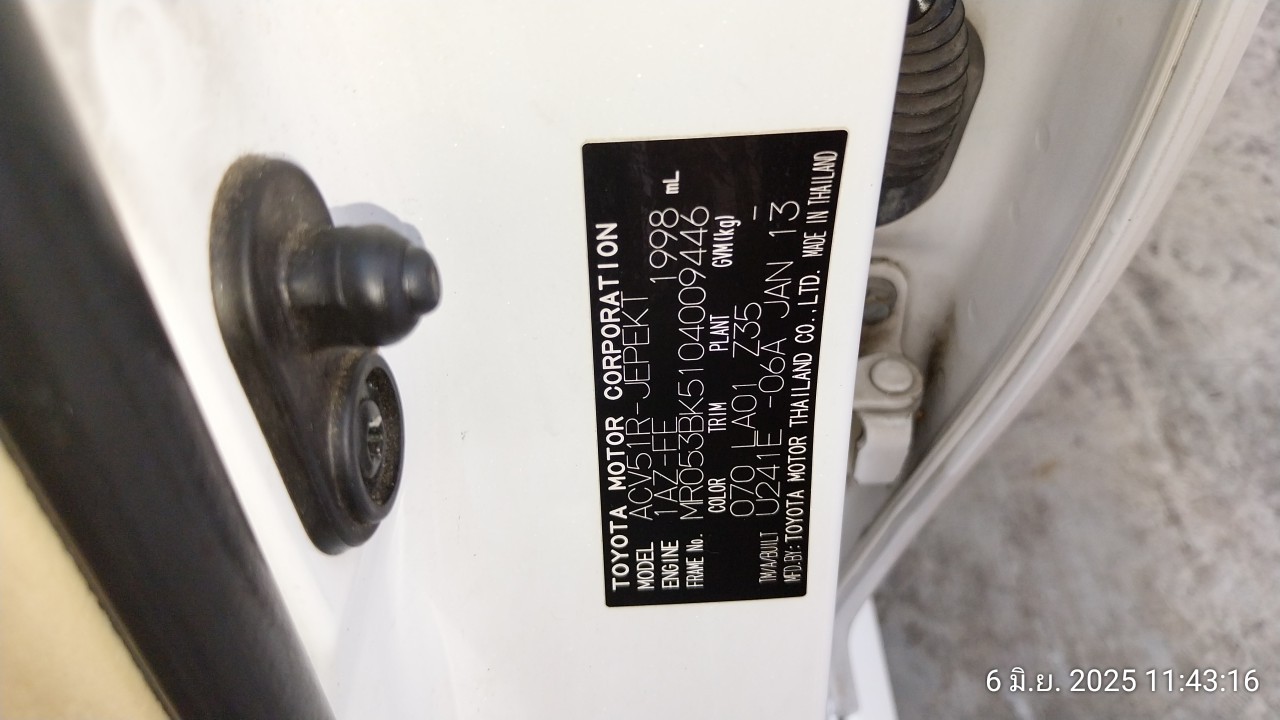 TOYOTA MOTOR CORPORATION
MODEL ACV51R-JEPEKT
ENGINE 1AZ-FE 1998 mL
FRAME No. MR053BK5104009446
COLOR TRIM PLANT GVM(kg)
070 LA01 Z35 -
TM/A/BUILT U241E -06A JAN 13
MFD.BY:TOYOTA MOTOR THAILAND CO.,LTD. MADE IN THAILAND
6 มิ.ย. 2025 11:43:16